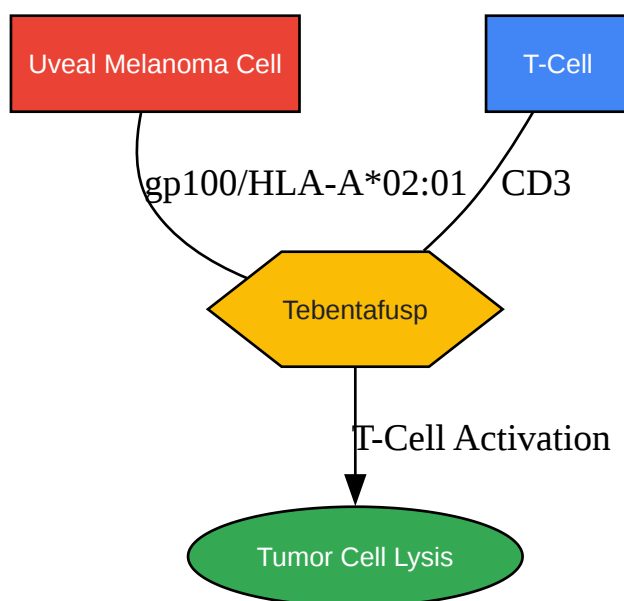 Uveal Melanoma Cell
T-Cell
gp100/HLA-A*02:01
CD3
Tebentafusp
T-Cell Activation
Tumor Cell Lysis